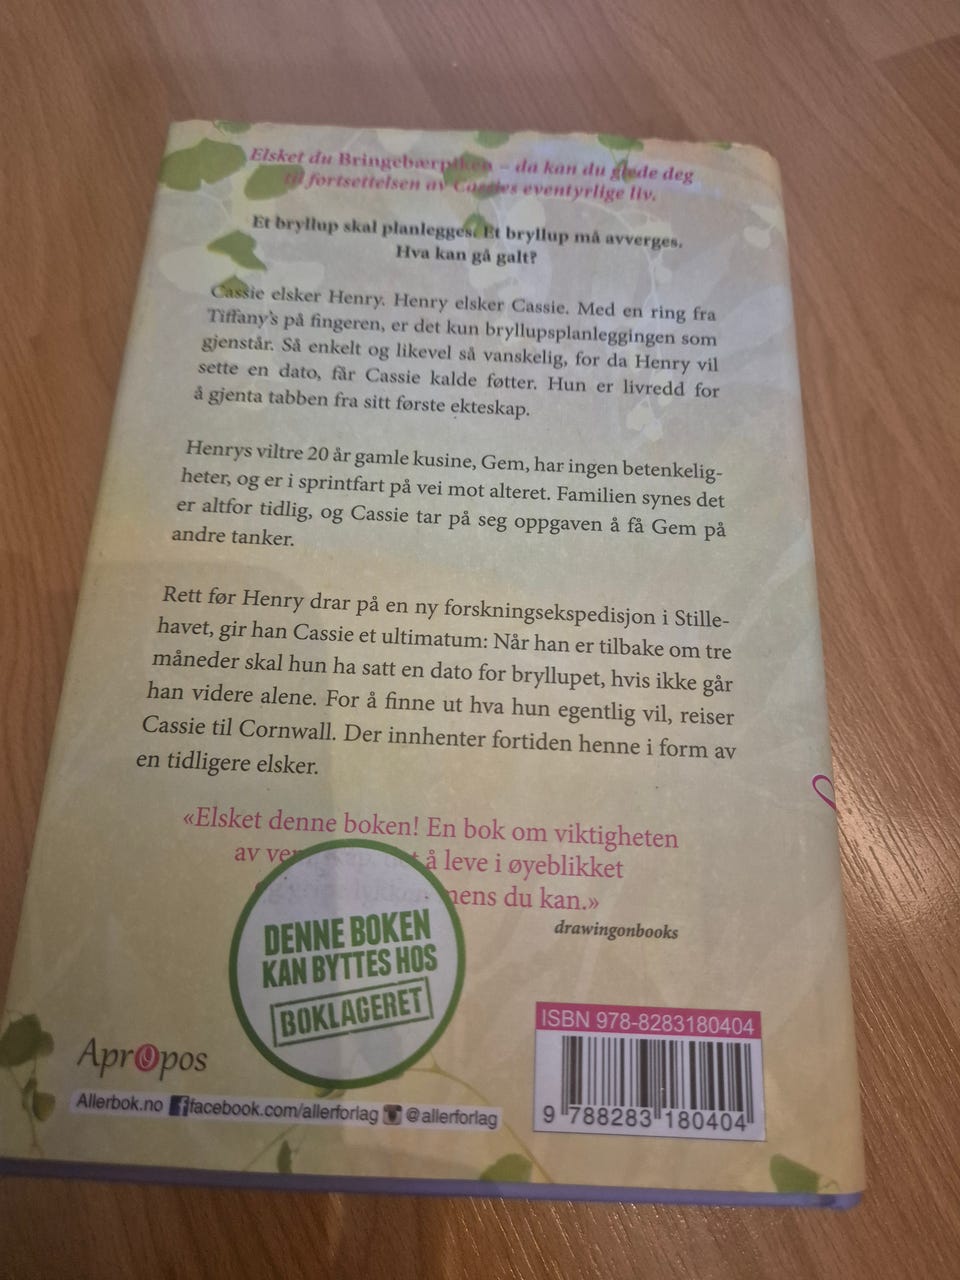 Elsket du Bringebærpiken – da kan du glede deg
til fortsettelsen av Cassies eventyrlige liv.
Et bryllup skal planlegges. Et bryllup må avverges.
Hva kan gå galt?
Cassie elsker Henry. Henry elsker Cassie. Med en ring fra
Tiffany's på fingeren, er det kun bryllupsplanleggingen som
gjenstår. Så enkelt og likevel så vanskelig, for da Henry vil
sette en dato, får Cassie kalde føtter. Hun er livredd for
å gjenta tabben fra sitt første ekteskap.
Henrys viltre 20 år gamle kusine, Gem, har ingen betenkelig-
heter, og er i sprintfart på vei mot alteret. Familien synes det
er altfor tidlig, og Cassie tar på seg oppgaven å få Gem på
andre tanker.
Rett før Henry drar på en ny forskningsekspedisjon i Stille-
havet, gir han Cassie et ultimatum: Når han er tilbake om tre
måneder skal hun ha satt en dato for bryllupet, hvis ikke går
han videre alene. For å finne ut hva hun egentlig vil, reiser
Cassie til Cornwall. Der innhenter fortiden henne i form av
en tidligere elsker.
«Elsket denne boken! En bok om viktigheten
av å leve i øyeblikket
mens du kan.»
drawingonbooks
DENNE BOKEN
KAN BYTTES HOS
BOKLAGERET
ISBN 978-8283180404
9 788283 180404
Apropos
Allerbok.no facebook.com/allerforlag @allerforlag